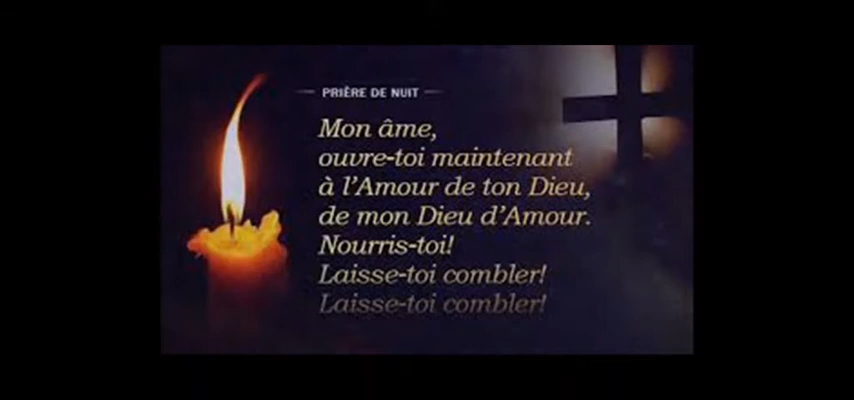 PRIÈRE DE NUIT
Mon âme,
ouvre-toi maintenant
à l'Amour de ton Dieu,
de mon Dieu d'Amour.
Nourris-toi!
Laisse-toi combler!
Laisse-toi combler!